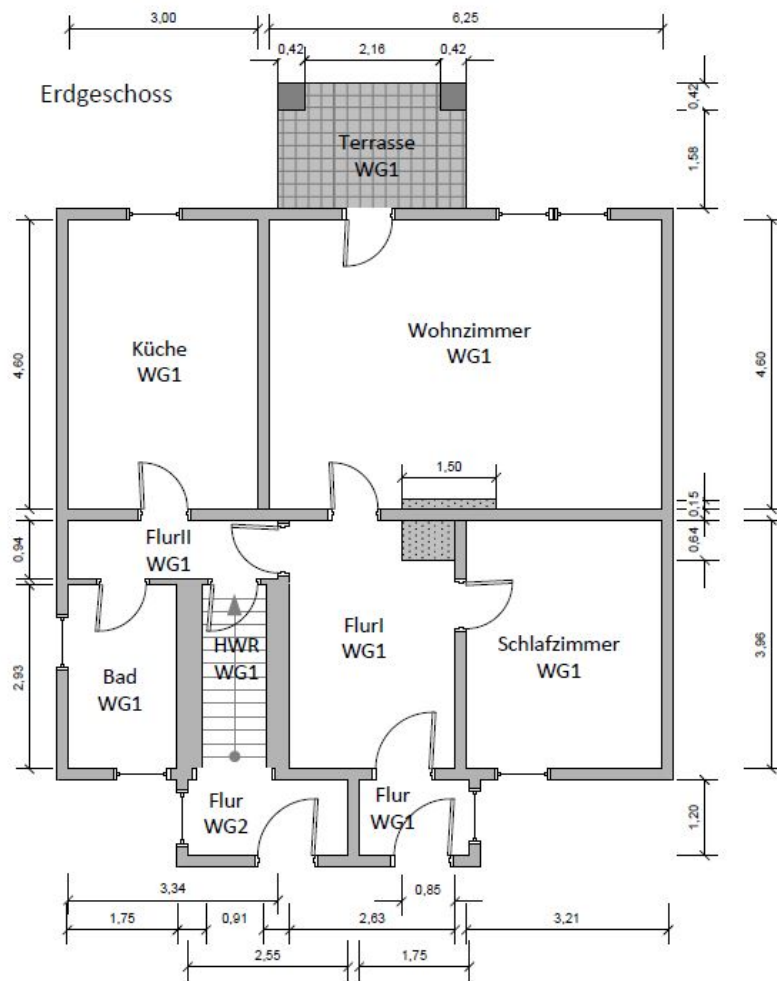 3,00
6,25
0,42
2,16
0,42
Erdgeschoss
0,42
1,58
Terrasse
WG1
4,60
Küche
WG1
Wohnzimmer
WG1
4,60
1,50
0,15
0,64
0,94
FlurII
WG1
2,93
Bad
WG1
HWR
WG1
FlurI
WG1
Schlafzimmer
WG1
3,96
Flur
WG2
Flur
WG1
1,20
3,34
0,85
1,75
0,91
2,63
3,21
2,55
1,75